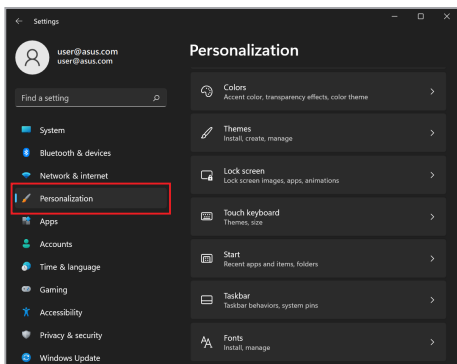 Settings
user@asus.com
user@asus.com
Find a setting
System
Bluetooth & devices
Network & internet
Personalization
Apps
Accounts
Time & language
Gaming
Accessibility
Privacy & security
Windows Update
Personalization
Colors
Accent color, transparency effects, color theme
Themes
Install, create, manage
Lock screen
Lock screen images, apps, animations
Touch keyboard
Themes, size
Start
Recent apps and items, folders
Taskbar
Taskbar behaviors, system pins
Fonts
Install, manage